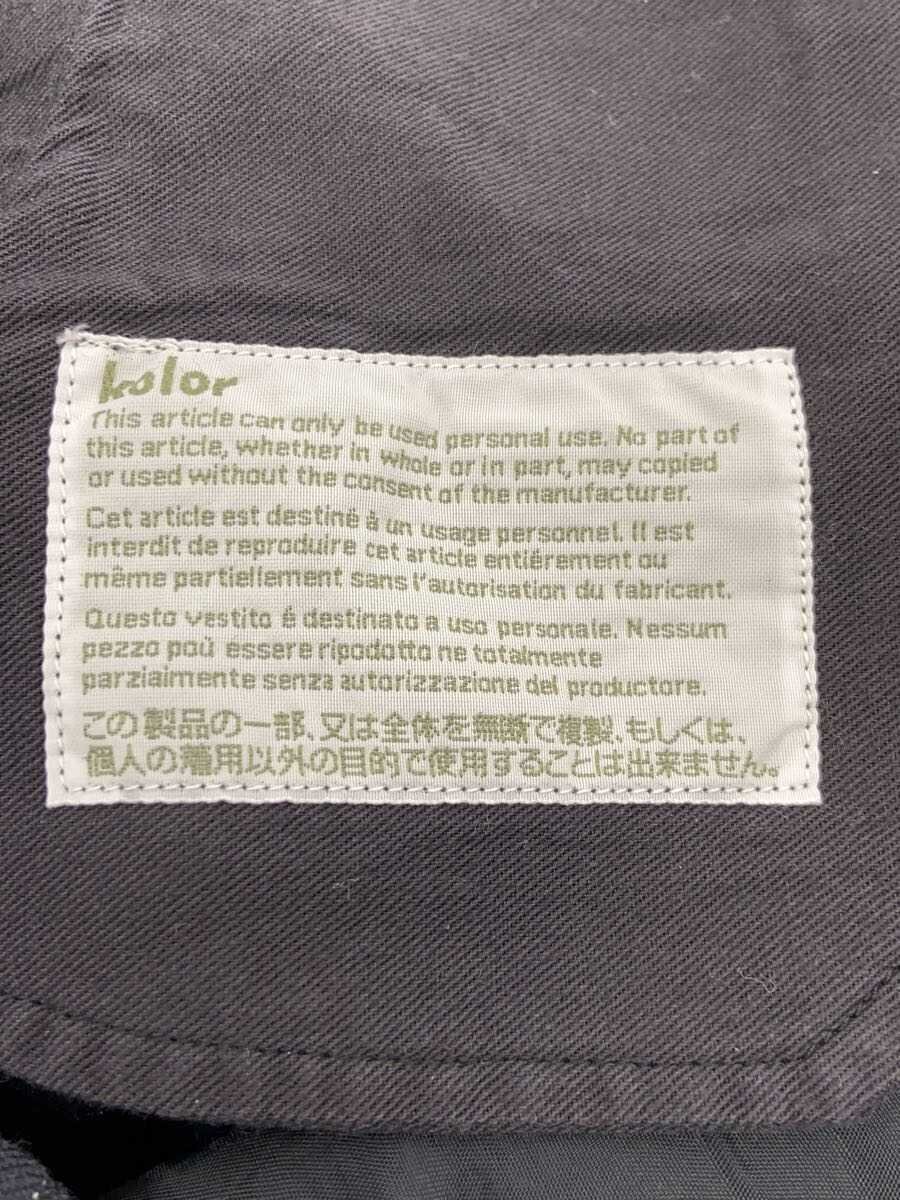 kolor
This article can only be used personal use. No part of
this article, whether in whole or in part, may copied
or used without the consent of the manufacturer.
Cet article est destiné à un usage personnel. Il est
interdit de reproduire cet article entiérement ou
même partiellement sans l'autorisation du fabricant.
Questo vestito é destinato a uso personale. Nessum
pezzo poù éssere ripodotto ne totalmente
parzialmente senza autorizzazione del productore.
この製品の一部、又は全体を無断で複製、もしくは、
個人の着用以外の目的で使用することは出来ません。